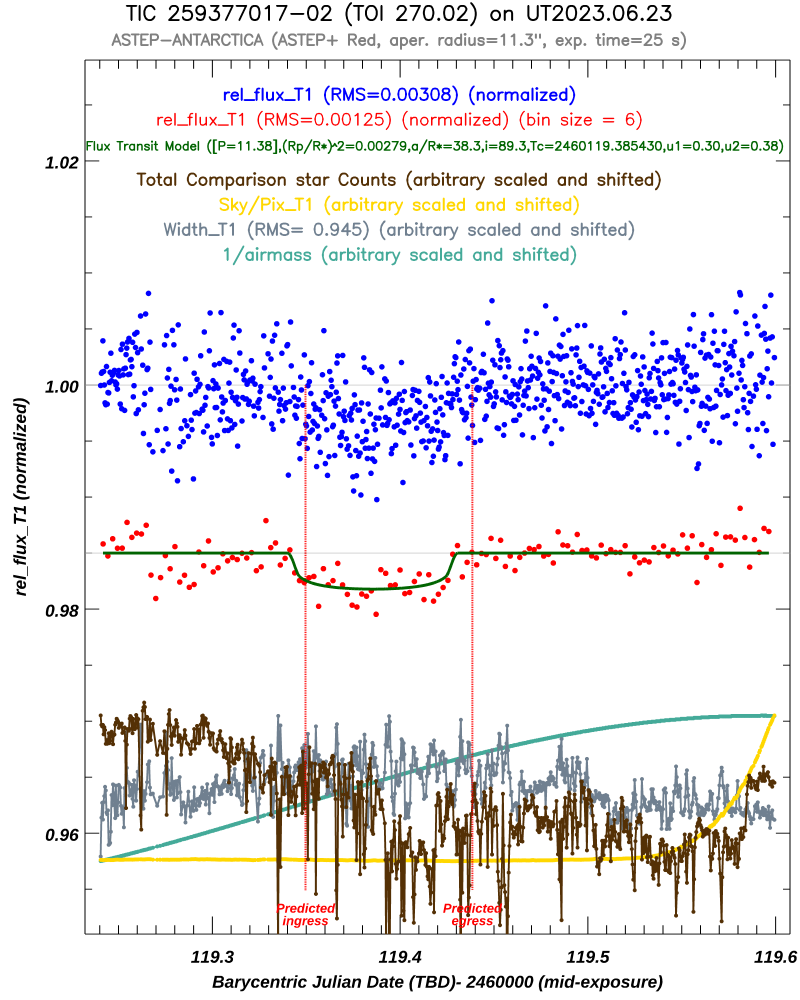 TIC 259377017−02 (TOI 270.02) on UT2023.06.23
ASTEP−ANTARCTICA (ASTEP+ Red, aper. radius=11.3", exp. time=25 s)
rel_flux_T1 (RMS=0.00308) (normalized)
rel_flux_T1 (RMS=0.00125) (normalized) (bin size = 6)
Flux Transit Model ([P=11.38],(Rp/R*)^2=0.00279,a/R*=38.3,i=89.3,Tc=2460119.385430,u1=0.30,u2=0.38)
1.02
Total Comparison star Counts (arbitrary scaled and shifted)
Sky/Pix_T1 (arbitrary scaled and shifted)
Width_T1 (RMS= 0.945) (arbitrary scaled and shifted)
1/airmass (arbitrary scaled and shifted)
1.00
rel_flux_T1 (normalized)
0.98
0.96
Predicted ingress
Predicted egress
119.3 119.4 119.5 119.6
Barycentric Julian Date (TBD)- 2460000 (mid-exposure)